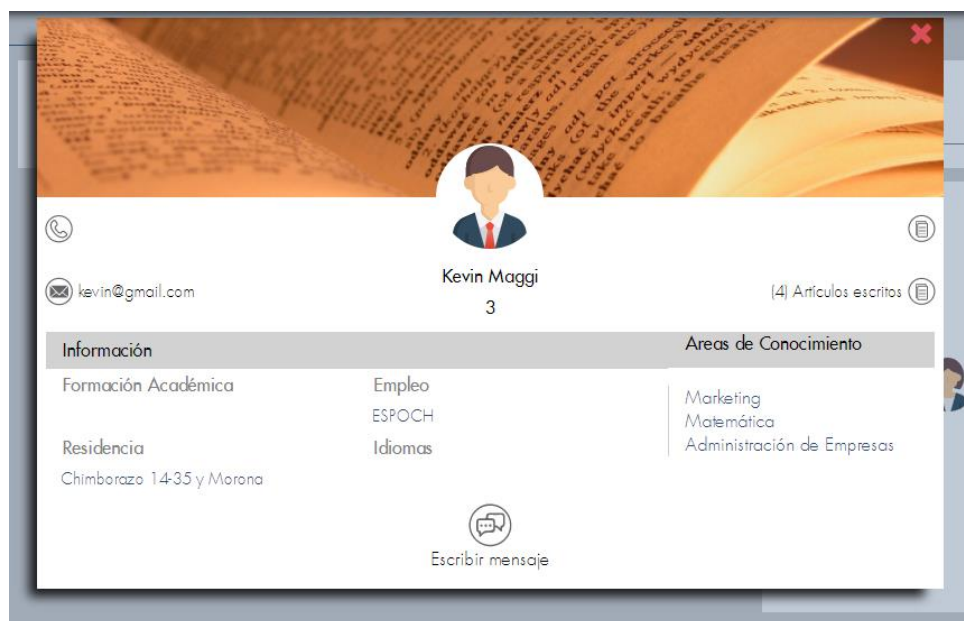 kevin@gmail.com
Kevin Maggi
3
(4) Artículos escritos
Información
Areas de Conocimiento
Formación Académica
Empleo
ESPOCH
Residencia
Idiomas
Chimborazo 14-35 y Morona
Marketing
Matemática
Administración de Empresas
Escribir mensaje